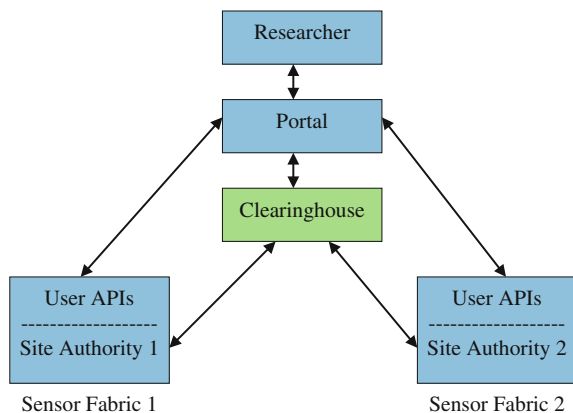 Researcher
Portal
Clearinghouse
User APIs
--------------------
Site Authority 1
User APIs
--------------------
Site Authority 2
Sensor Fabric 1
Sensor Fabric 2